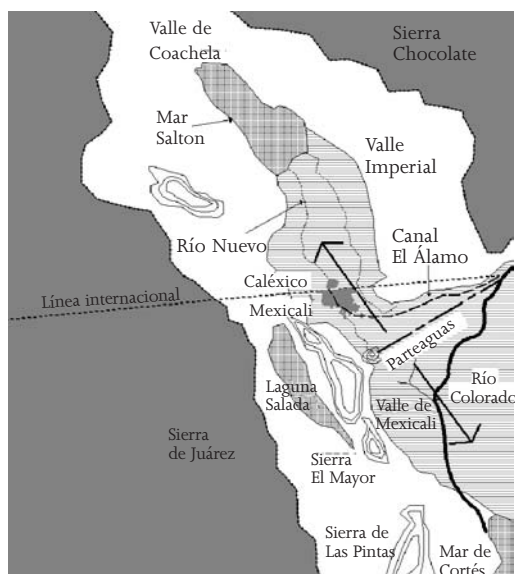 Valle de
Coachela
Sierra
Chocolate
Mar
Salton
Valle
Imperial
Río Nuevo
Canal
El Álamo
Caléxico
Línea internacional
Mexicali
Parteaguas
Laguna
Salada
Valle de
Mexicali
Río
Colorado
Sierra
de Juárez
Sierra
El Mayor
Sierra de
Las Pintas
Mar de
Cortés